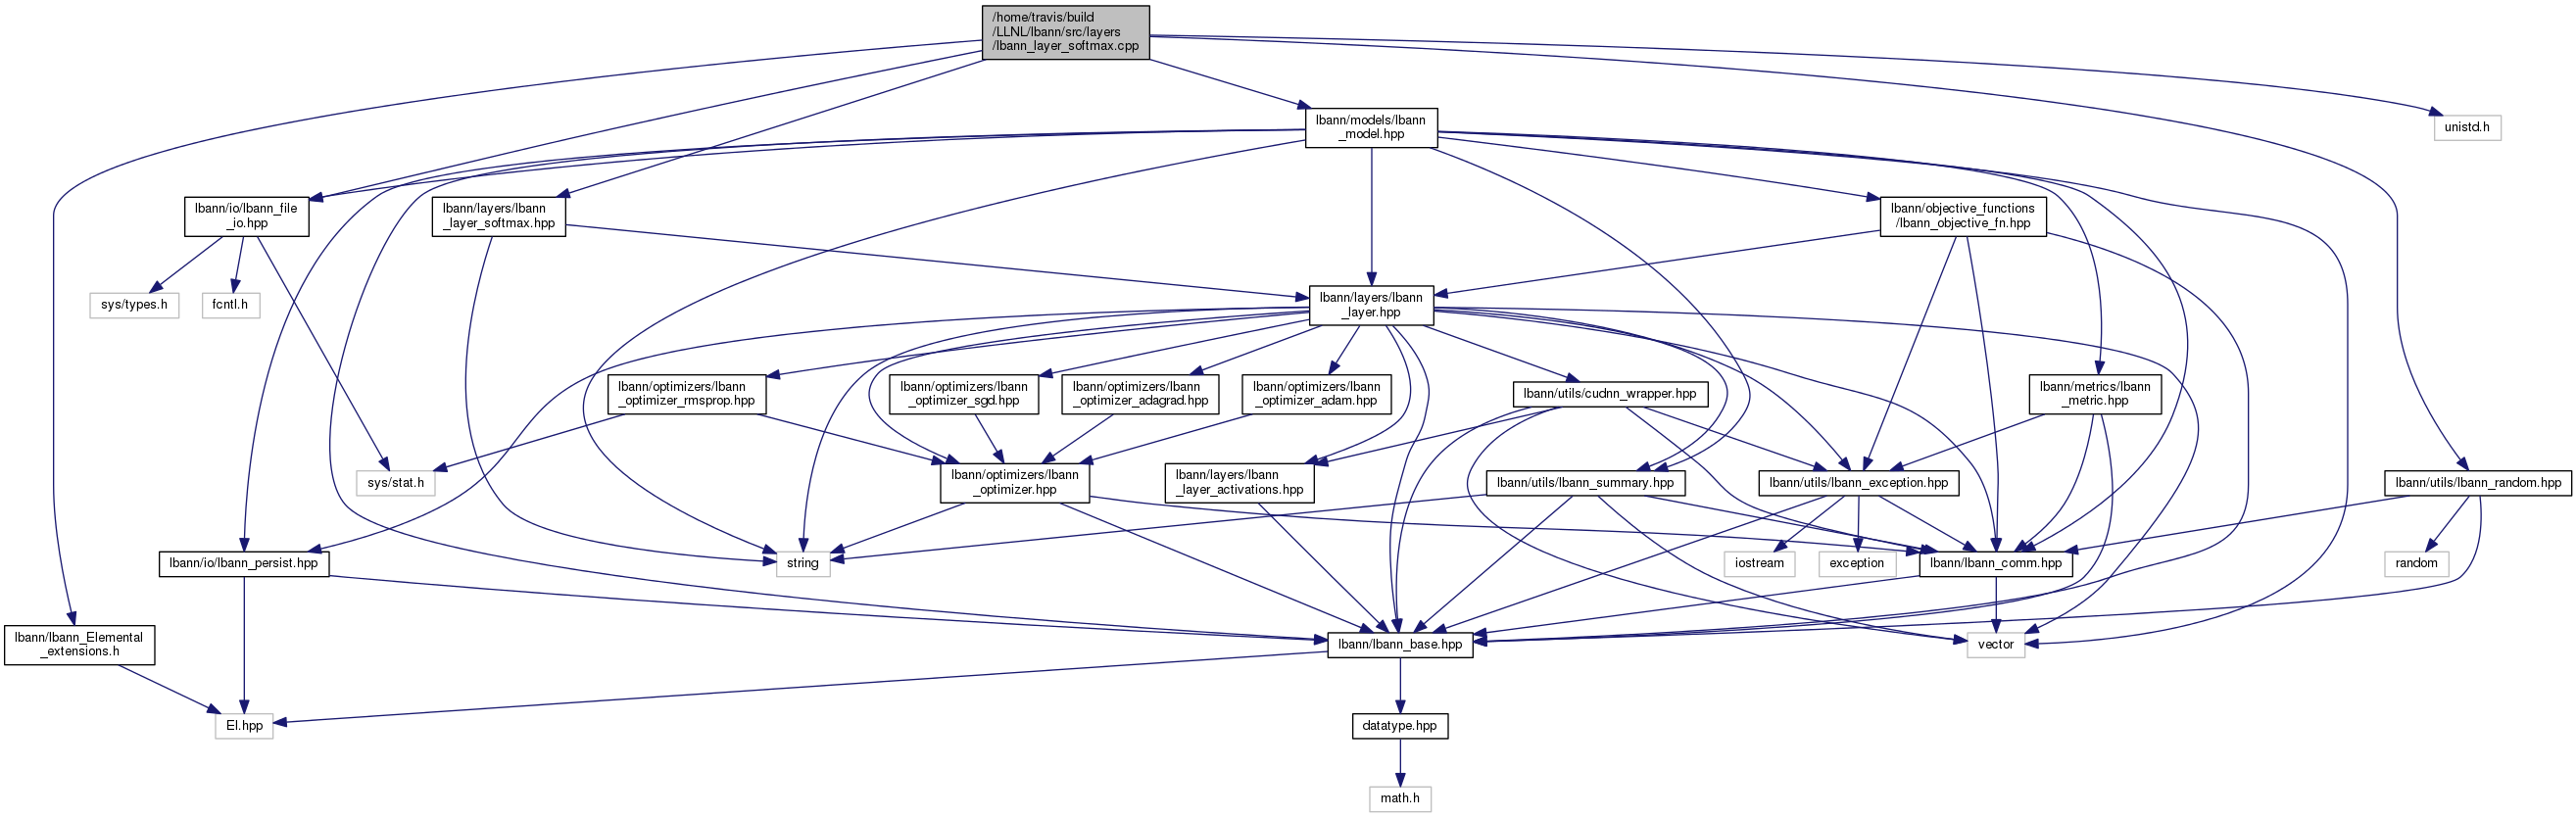 /home/travis/build
/LLNL/lbann/src/layers
/lbann_layer_softmax.cpp
lbann/models/lbann
_model.hpp
unistd.h
lbann/io/lbann_file
_io.hpp
lbann/layers/lbann
_layer_softmax.hpp
lbann/objective_functions
/lbann_objective_fn.hpp
sys/types.h
fcntl.h
lbann/layers/lbann
_layer.hpp
lbann/optimizers/lbann
_optimizer_rmsprop.hpp
lbann/optimizers/lbann
_optimizer_sgd.hpp
lbann/optimizers/lbann
_optimizer_adagrad.hpp
lbann/optimizers/lbann
_optimizer_adam.hpp
lbann/utils/cudnn_wrapper.hpp
lbann/metrics/lbann
_metric.hpp
sys/stat.h
lbann/optimizers/lbann
_optimizer.hpp
lbann/layers/lbann
_layer_activations.hpp
lbann/utils/lbann_summary.hpp
lbann/utils/lbann_exception.hpp
lbann/utils/lbann_random.hpp
lbann/io/lbann_persist.hpp
string
iostream
exception
lbann/lbann_comm.hpp
random
lbann/lbann_Elemental
_extensions.h
lbann/lbann_base.hpp
vector
El.hpp
datatype.hpp
math.h